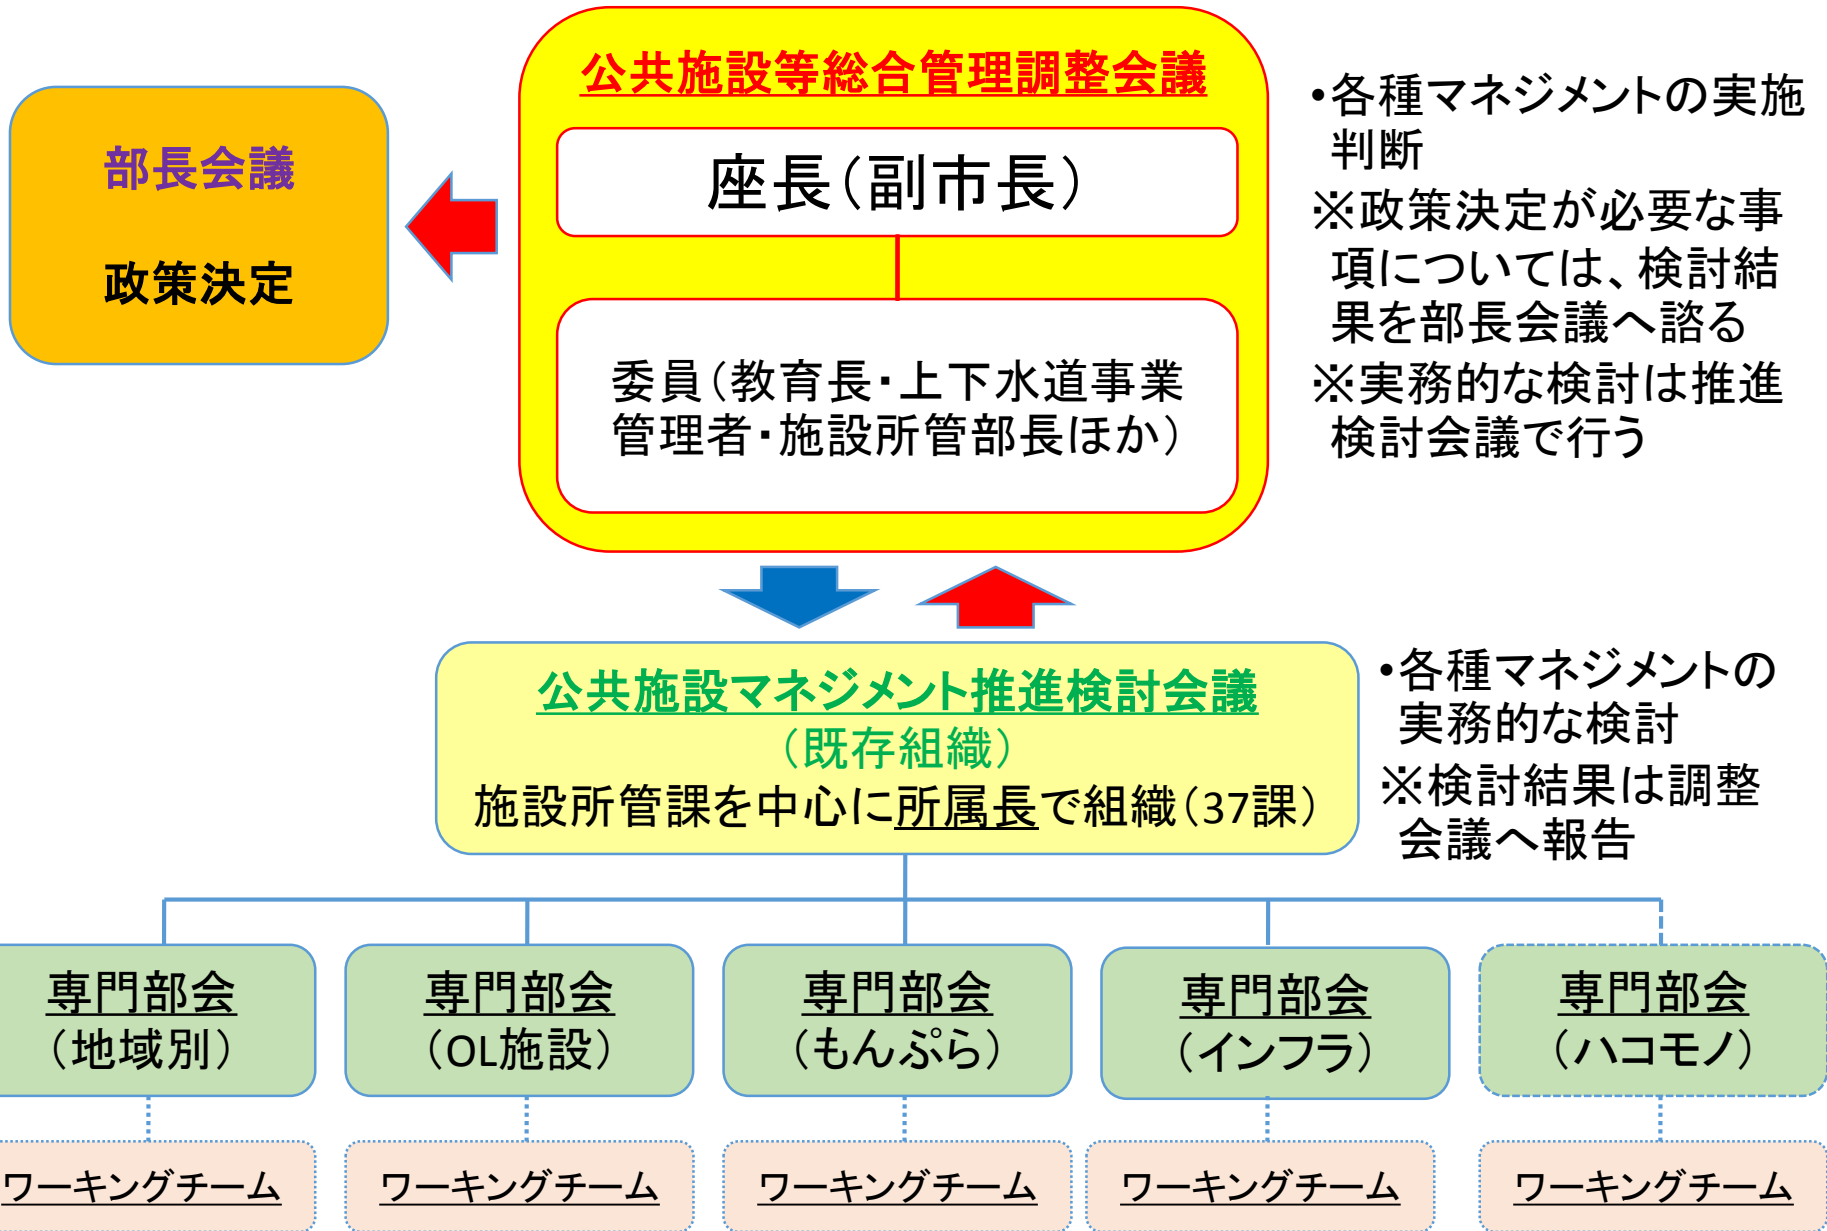 公共施設等総合管理調整会議
座長（副市長）
委員（教育長・上下水道事業
管理者・施設所管部長ほか）
部長会議
政策決定
・各種マネジメントの実施
判断
※政策決定が必要な事
項については、検討結
果を部長会議へ諮る
※実務的な検討は推進
検討会議で行う
公共施設マネジメント推進検討会議
（既存組織）
施設所管課を中心に所属長で組織（37課）
・各種マネジメントの
実務的な検討
※検討結果は調整
会議へ報告
専門部会
（地域別）
専門部会
（OL施設）
専門部会
（もんぷら）
専門部会
（インフラ）
専門部会
（ハコモノ）
ワーキングチーム
ワーキングチーム
ワーキングチーム
ワーキングチーム
ワーキングチーム